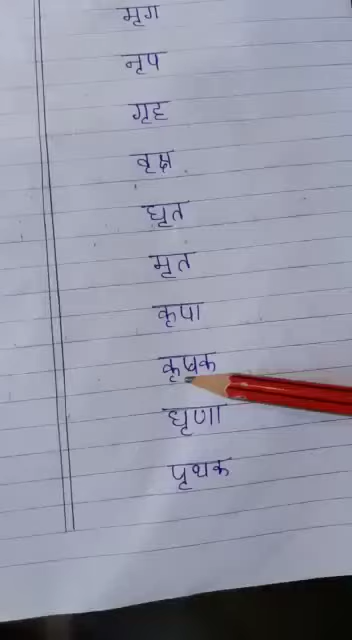 मृग
नृप
गृह
वृक्ष
घृत
मृत
कृपा
कृषक
घृणा
पृथक